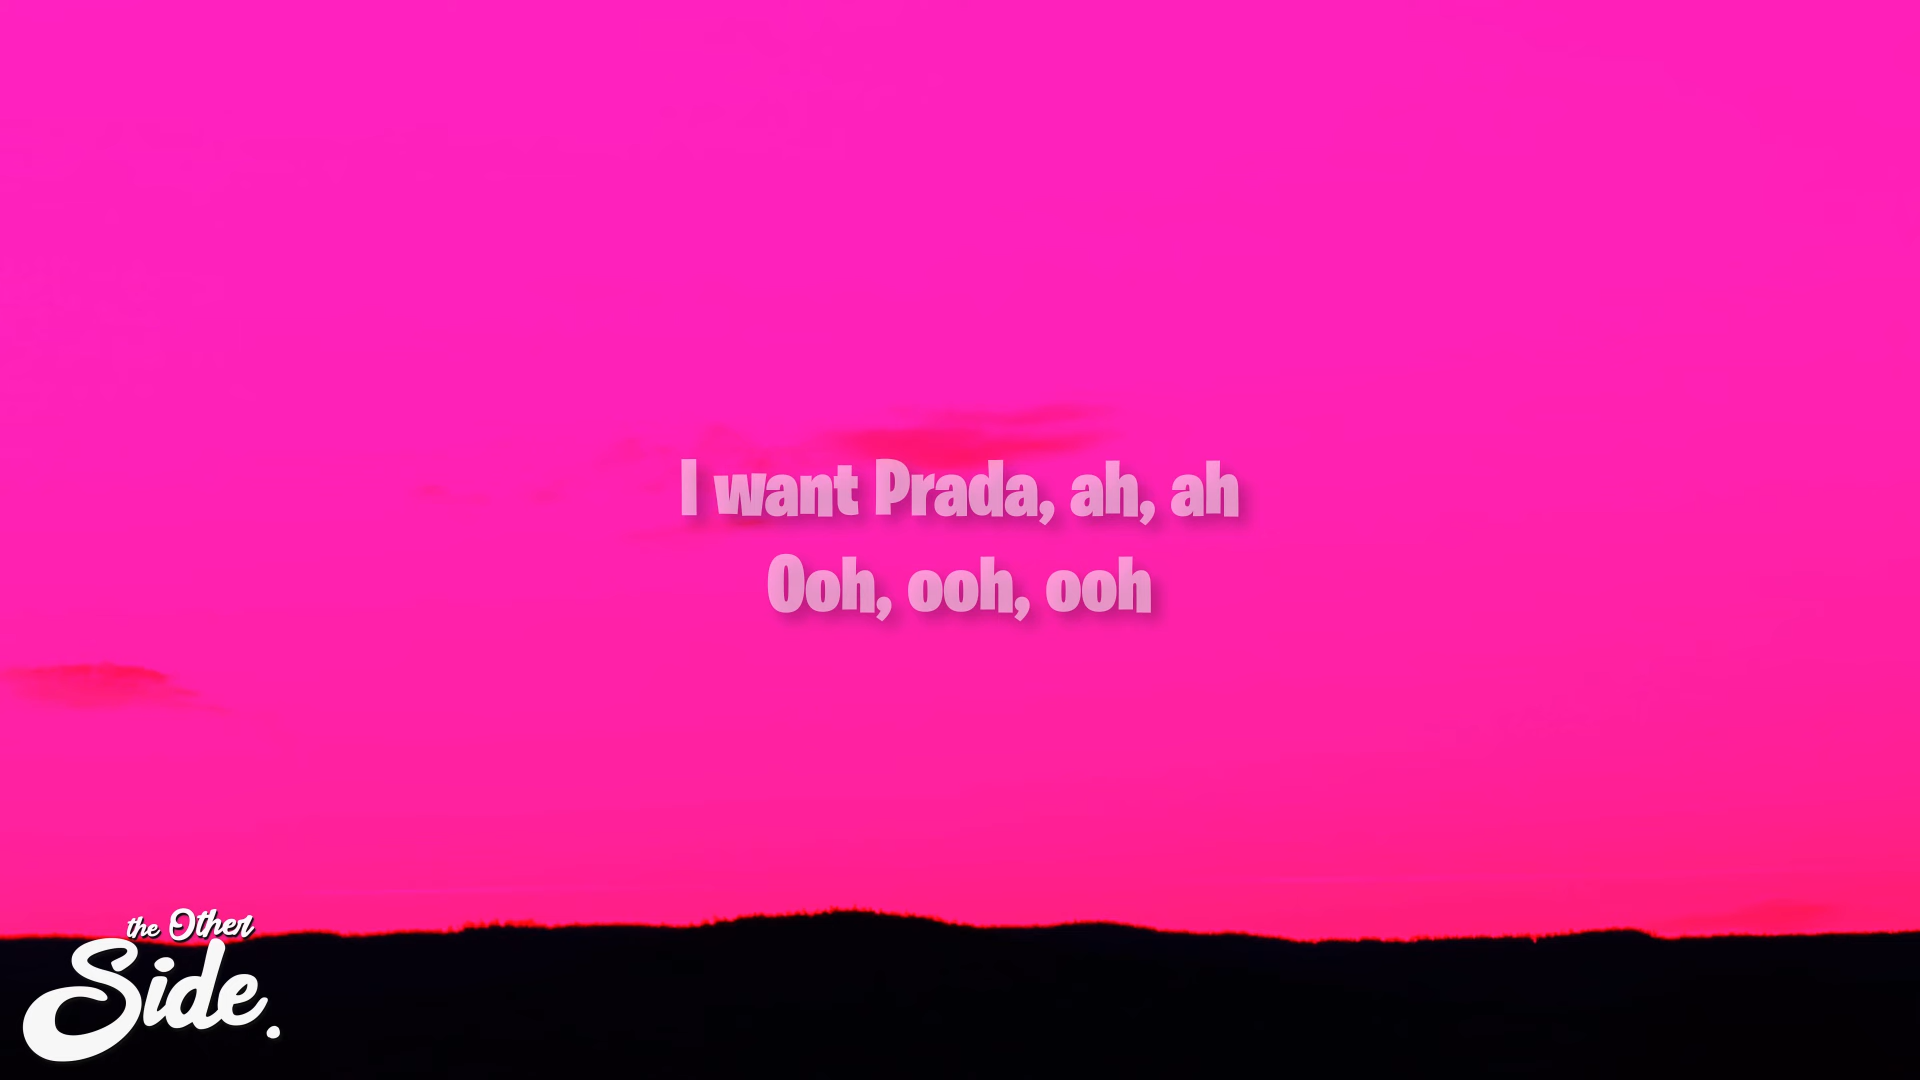 I want Prada, ah, ah
Ooh, ooh, ooh
the Other
Side.